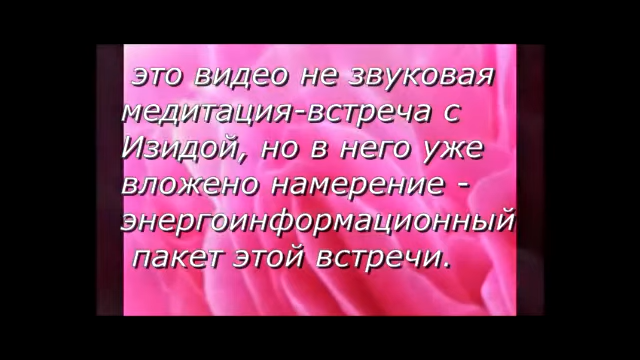 это видео не звуковая
медитация-встреча с
Изидой, но в него уже
вложено намерение -
энергоинформационный
пакет этой встречи.